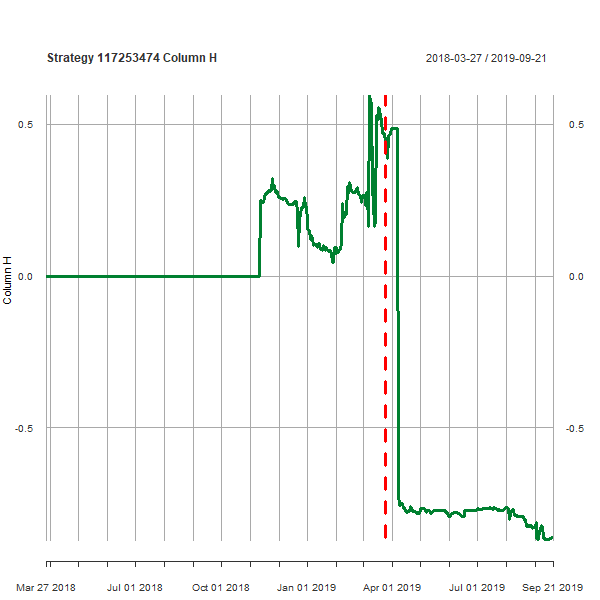 Strategy 117253474 Column H
2018-03-27 / 2019-09-21
0.5
0.5
0.0
0.0
-0.5
-0.5
Column H
Mar 27 2018
Jul 01 2018
Oct 01 2018
Jan 01 2019
Apr 01 2019
Jul 01 2019
Sep 21 2019